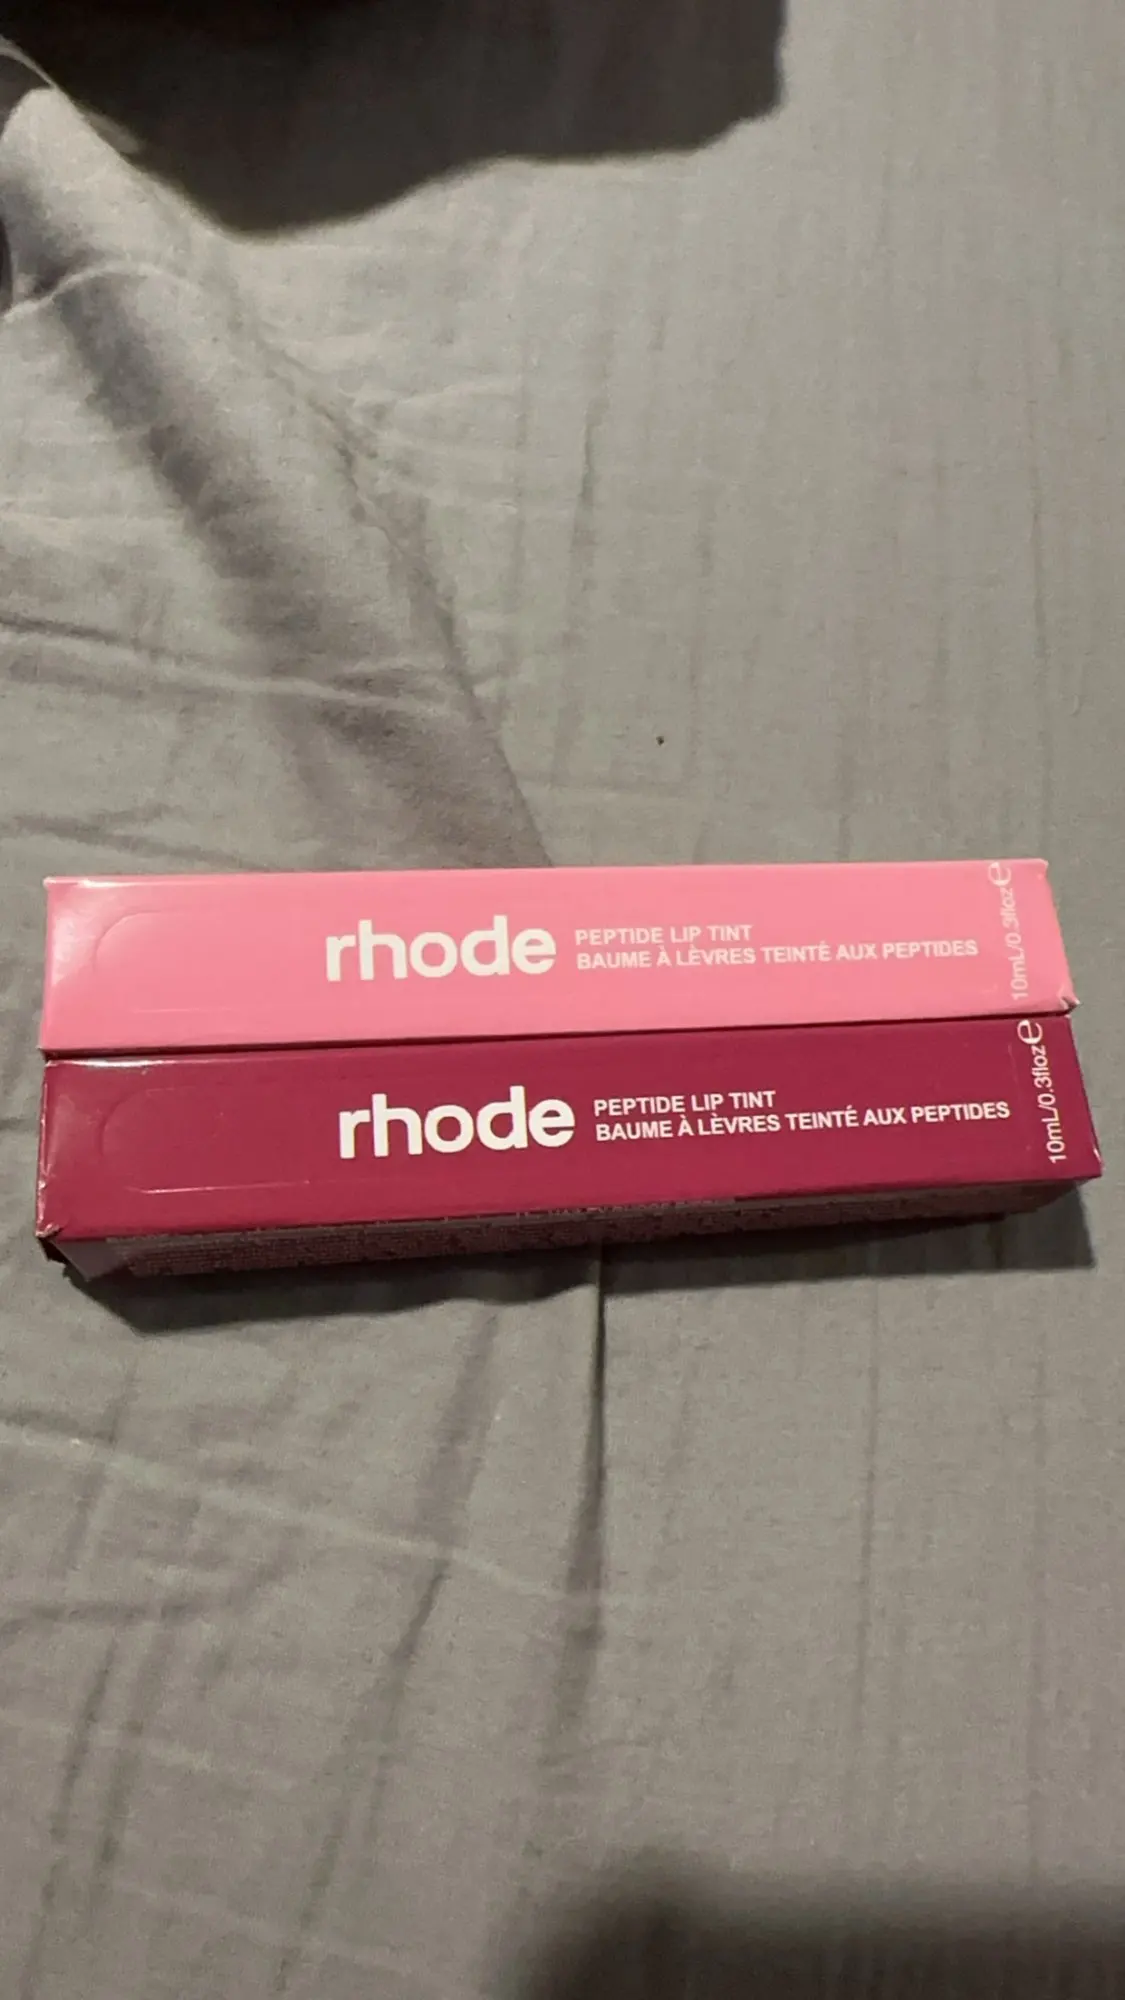 rhode
PEPTIDE LIP TINT
BAUME À LÈVRES TEINTÉ AUX PEPTIDES
10mL/0.3floz℮
rhode
PEPTIDE LIP TINT
BAUME À LÈVRES TEINTÉ AUX PEPTIDES
10mL/0.3floz℮